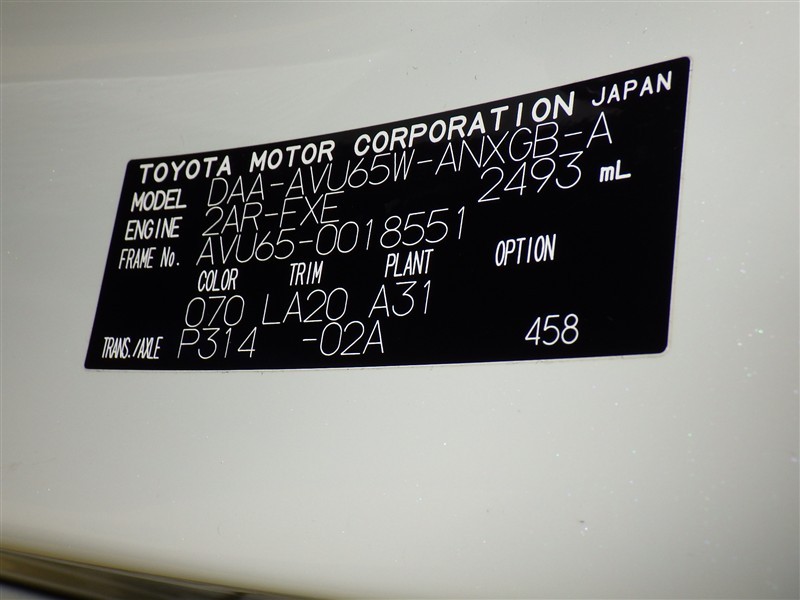 TOYOTA MOTOR CORPORATION JAPAN
MODEL DAA-AVU65W-ANXGB-A
ENGINE 2AR-FXE 2493 mL
FRAME No. AVU65-0018551
COLOR TRIM PLANT OPTION
070 LA20 A31
TRANS./AXLE P314 -02A 458